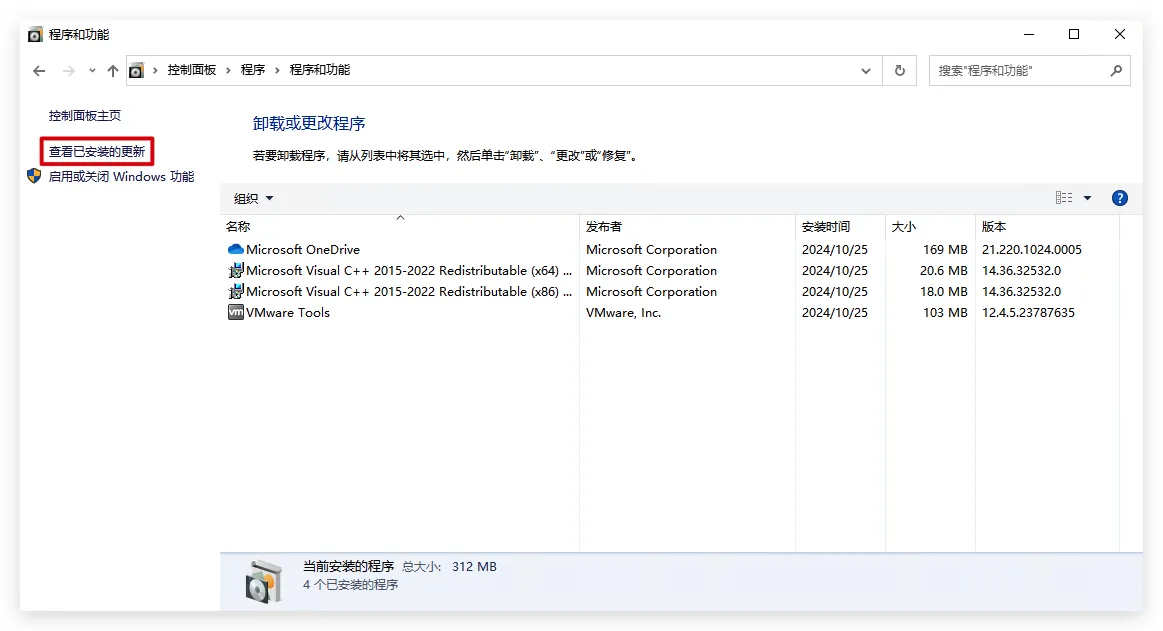 程序和功能
控制面板 › 程序 › 程序和功能
搜索"程序和功能"
控制面板主页
查看已安装的更新
启用或关闭 Windows 功能
卸载或更改程序
若要卸载程序，请从列表中将其选中，然后单击“卸载”、“更改”或“修复”。
组织
名称 发布者 安装时间 大小 版本
Microsoft OneDrive Microsoft Corporation 2024/10/25 169 MB 21.220.1024.0005
Microsoft Visual C++ 2015-2022 Redistributable (x64) ... Microsoft Corporation 2024/10/25 20.6 MB 14.36.32532.0
Microsoft Visual C++ 2015-2022 Redistributable (x86) ... Microsoft Corporation 2024/10/25 18.0 MB 14.36.32532.0
vm VMware Tools VMware, Inc. 2024/10/25 103 MB 12.4.5.23787635
当前安装的程序 总大小: 312 MB
4 个已安装的程序